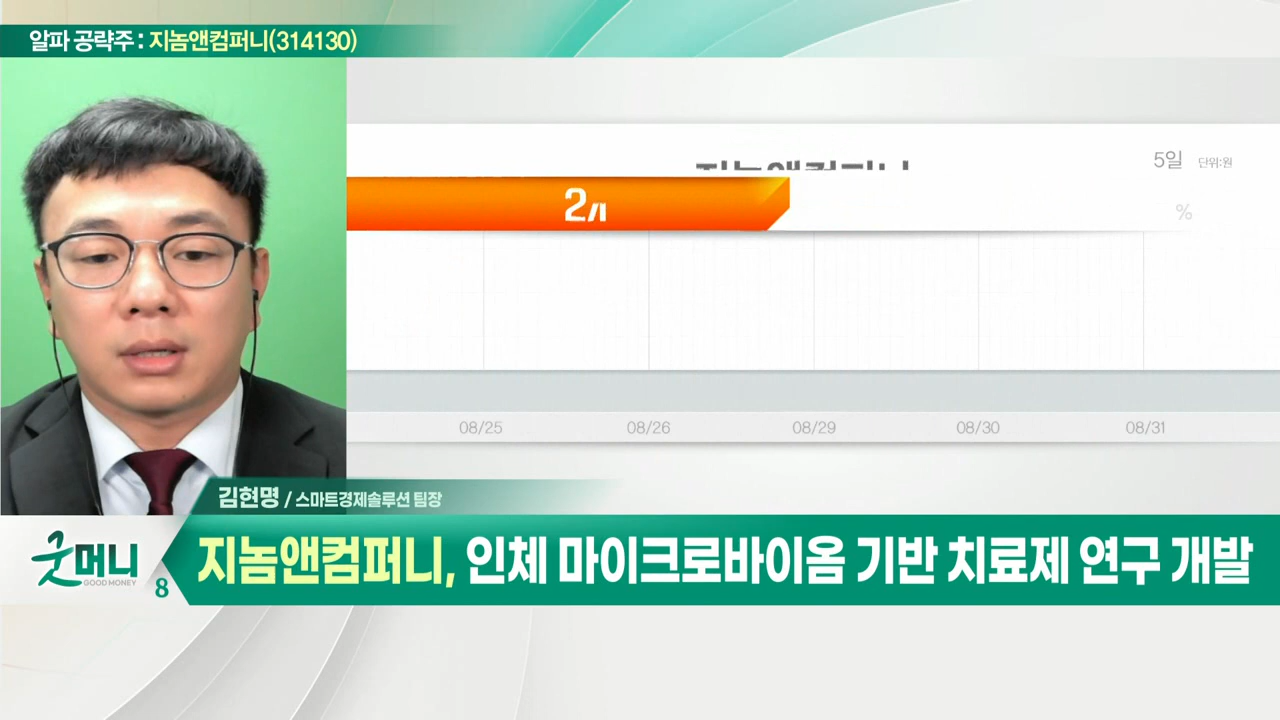 알파 공략주 : 지놈앤컴퍼니(314130)
5일 단위:원
2
%
08/25 08/26 08/29 08/30 08/31
김현명 / 스마트경제솔루션 팀장
굿머니
GOOD MONEY
8
지놈앤컴퍼니, 인체 마이크로바이옴 기반 치료제 연구 개발